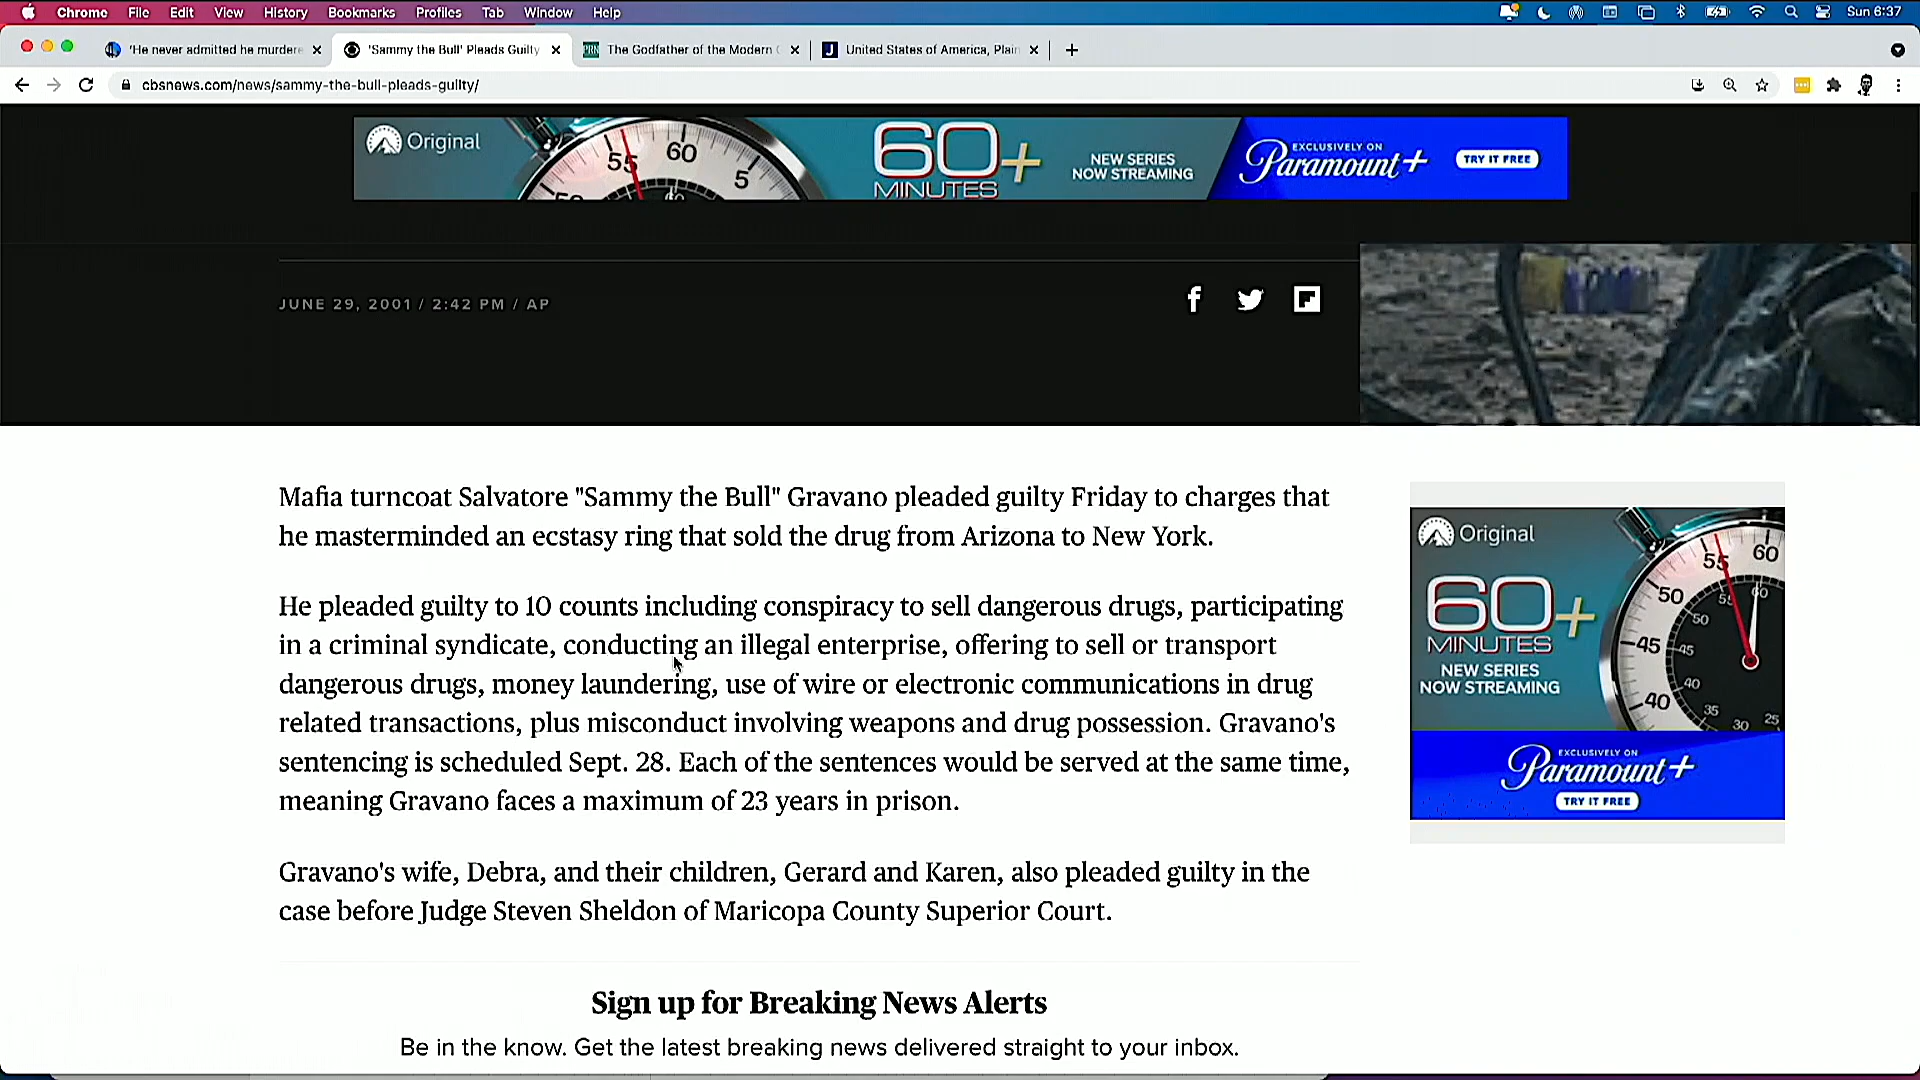 Chrome File Edit View History Bookmarks Profiles Tab Window Help Sun 6:37
'He never admitted he murdere
'Sammy the Bull' Pleads Guilty
PRN The Godfather of the Modern
J United States of America, Plain
cbsnews.com/news/sammy-the-bull-pleads-guilty/
Original
55 60 5
60+
MINUTES
NEW SERIES
NOW STREAMING
EXCLUSIVELY ON
Paramount+
TRY IT FREE
JUNE 29, 2001 / 2:42 PM / AP
Mafia turncoat Salvatore "Sammy the Bull" Gravano pleaded guilty Friday to charges that
he masterminded an ecstasy ring that sold the drug from Arizona to New York.
He pleaded guilty to 10 counts including conspiracy to sell dangerous drugs, participating
in a criminal syndicate, conducting an illegal enterprise, offering to sell or transport
dangerous drugs, money laundering, use of wire or electronic communications in drug
related transactions, plus misconduct involving weapons and drug possession. Gravano's
sentencing is scheduled Sept. 28. Each of the sentences would be served at the same time,
meaning Gravano faces a maximum of 23 years in prison.
Gravano's wife, Debra, and their children, Gerard and Karen, also pleaded guilty in the
case before Judge Steven Sheldon of Maricopa County Superior Court.
Original
60+
MINUTES
NEW SERIES
NOW STREAMING
55 60
50 55 60
50
45 45
40 40
35 30 25
EXCLUSIVELY ON
Paramount+
TRY IT FREE
Sign up for Breaking News Alerts
Be in the know. Get the latest breaking news delivered straight to your inbox.